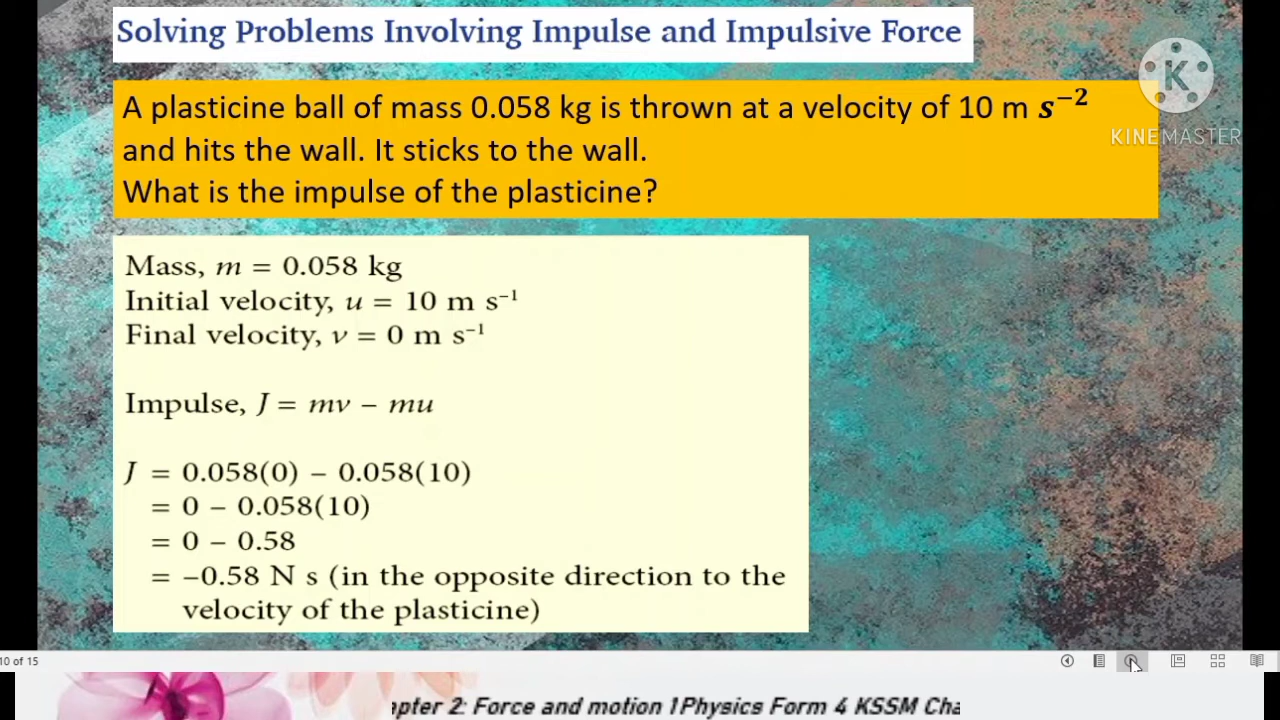 Solving Problems Involving Impulse and Impulsive Force
K
KINEMASTER
A plasticine ball of mass 0.058 kg is thrown at a velocity of 10 m s⁻²
and hits the wall. It sticks to the wall.
What is the impulse of the plasticine?
Mass, m = 0.058 kg
Initial velocity, u = 10 m s⁻¹
Final velocity, v = 0 m s⁻¹
Impulse, J = mv − mu
J = 0.058(0) − 0.058(10)
= 0 − 0.058(10)
= 0 − 0.58
= −0.58 N s (in the opposite direction to the
velocity of the plasticine)
10 of 15
apter 2: Force and motion 1Physics Form 4 KSSM Cha